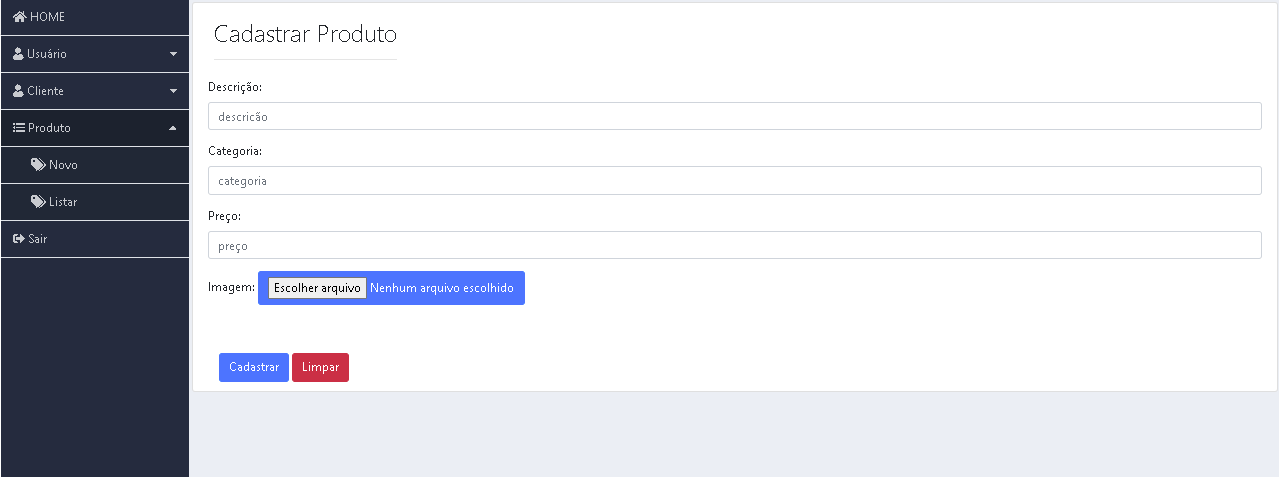 HOME
Usuário
Cliente
Produto
Novo
Listar
Sair
Cadastrar Produto
Descrição:
descricão
Categoria:
categoria
Preço:
preço
Imagem: Escolher arquivo Nenhum arquivo escolhido
Cadastrar Limpar